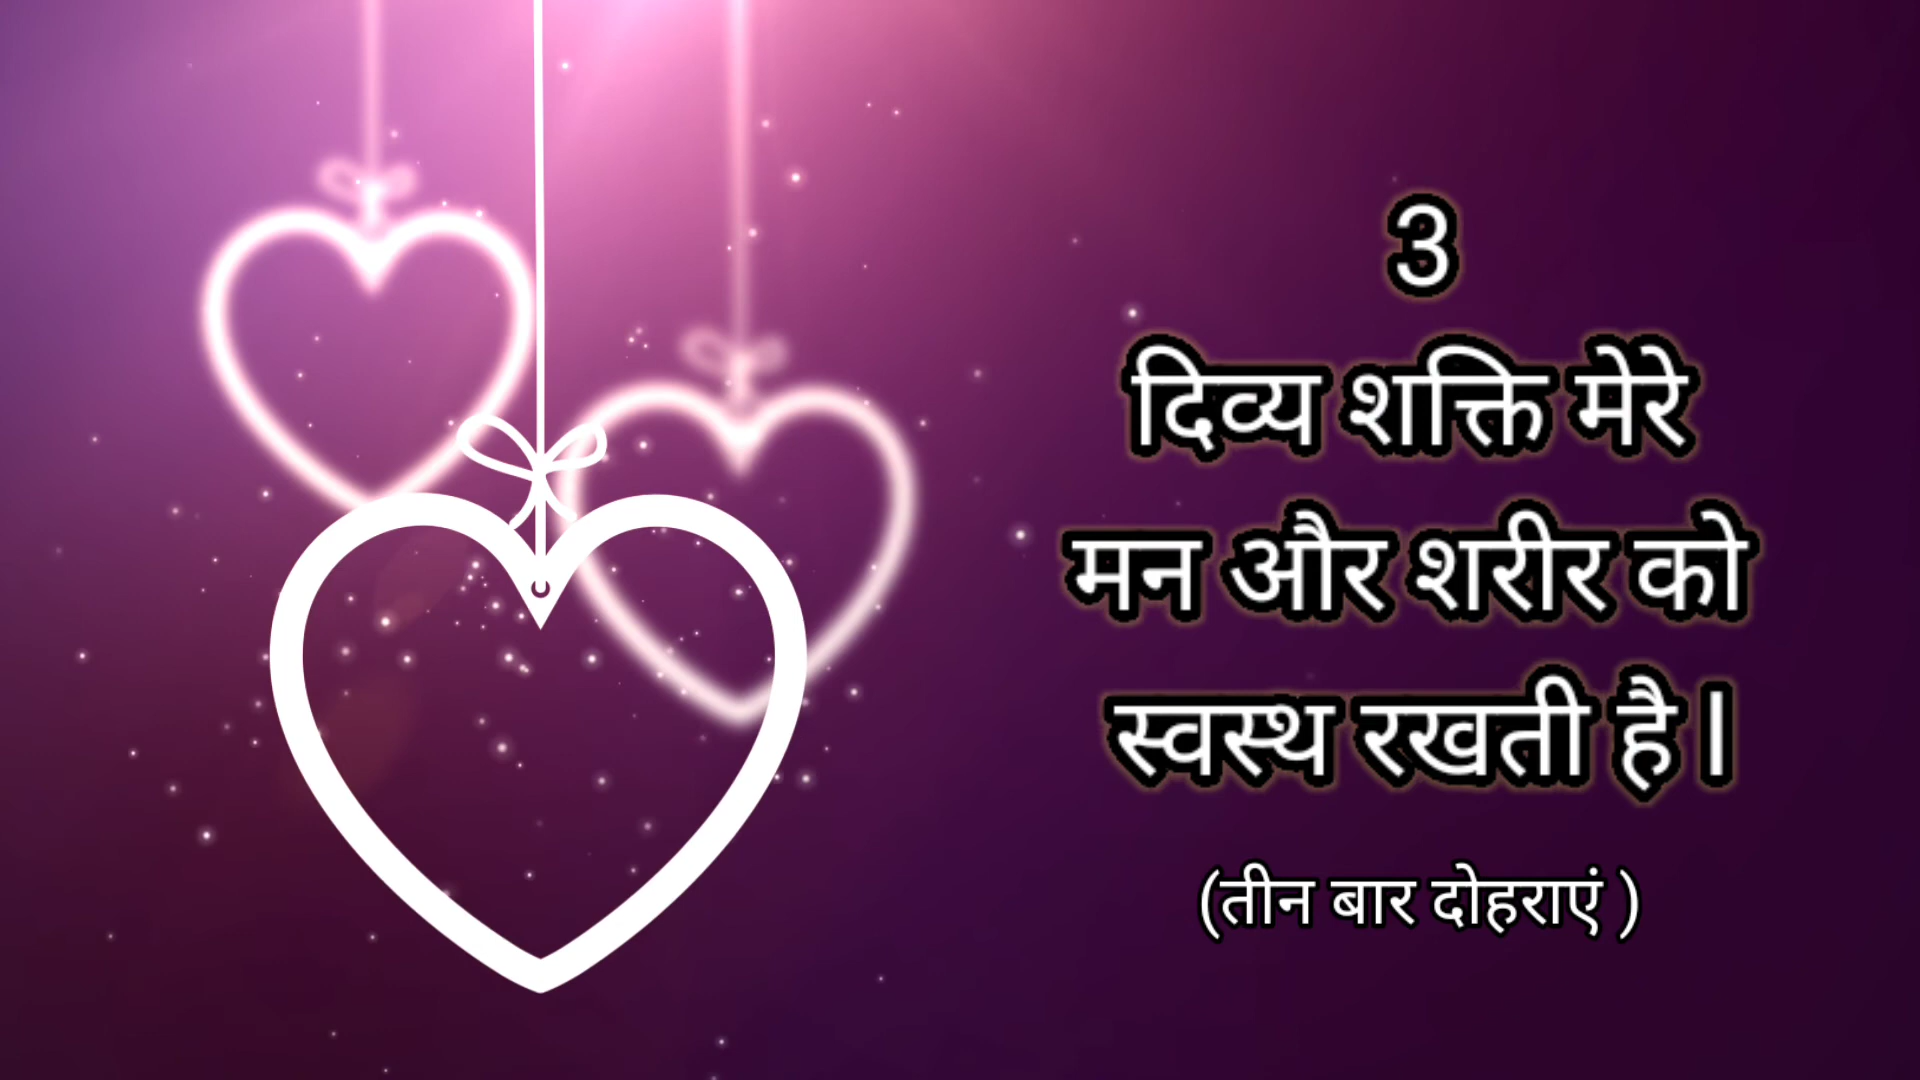 3
दिव्य शक्ति मेरे
मन और शरीर को
स्वस्थ रखती है।
(तीन बार दोहराएं )